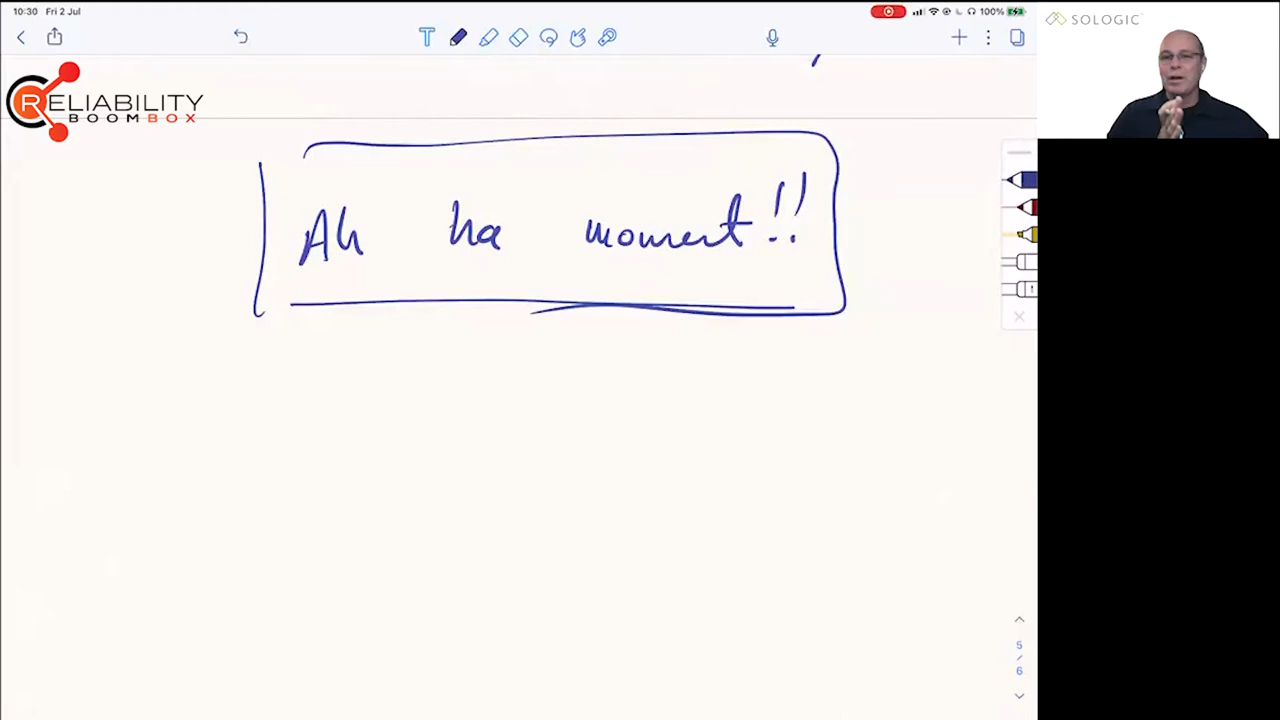 10:30 Fri 2 Jul
100%
SOLOGIC
RELIABILITY
BOOMBOX
Ah ha moment!!
5
6